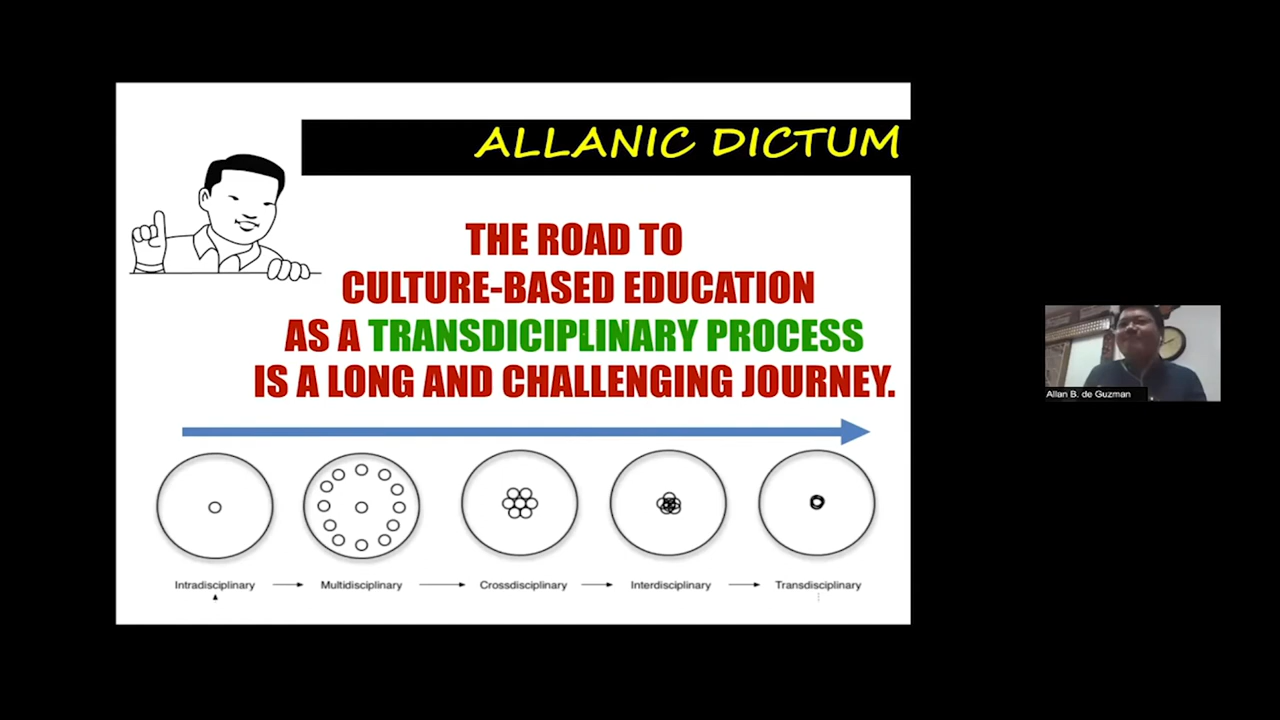 ALLANIC DICTUM
THE ROAD TO
CULTURE-BASED EDUCATION
AS A TRANSDICIPLINARY PROCESS
IS A LONG AND CHALLENGING JOURNEY.
Intradisciplinary
Multidisciplinary
Crossdisciplinary
Interdisciplinary
Transdisciplinary
Allan B. de Guzman